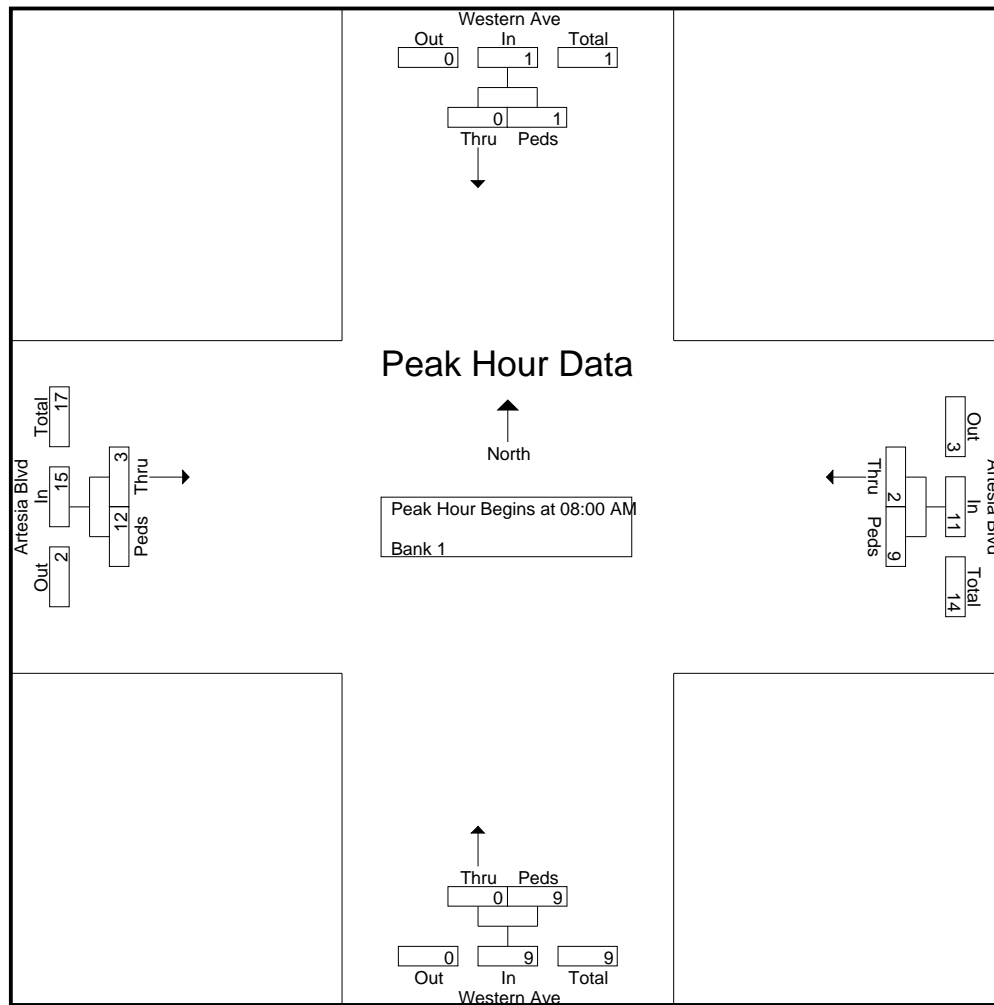 Western Ave
Out In Total
0 1 1
0 1
Thru Peds
Peak Hour Data
North
Peak Hour Begins at 08:00 AM
Bank 1
Artesia Blvd
Total In Out
17 15 2
3 12
Thru Peds
Artesia Blvd
Out In Total
3 11 14
2 9
Thru Peds
Thru Peds
0 9
0 9 9
Out In Total
Western Ave